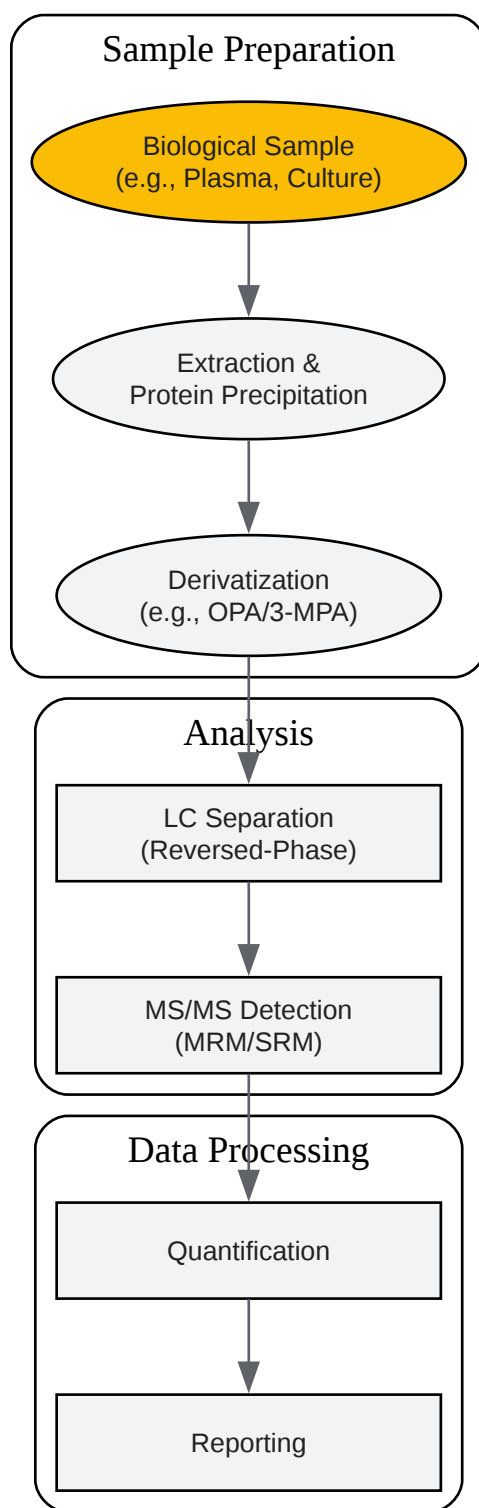 Sample Preparation
Biological Sample
(e.g., Plasma, Culture)
Extraction &
Protein Precipitation
Derivatization
(e.g., OPA/3-MPA)
Analysis
LC Separation
(Reversed-Phase)
MS/MS Detection
(MRM/SRM)
Data Processing
Quantification
Reporting